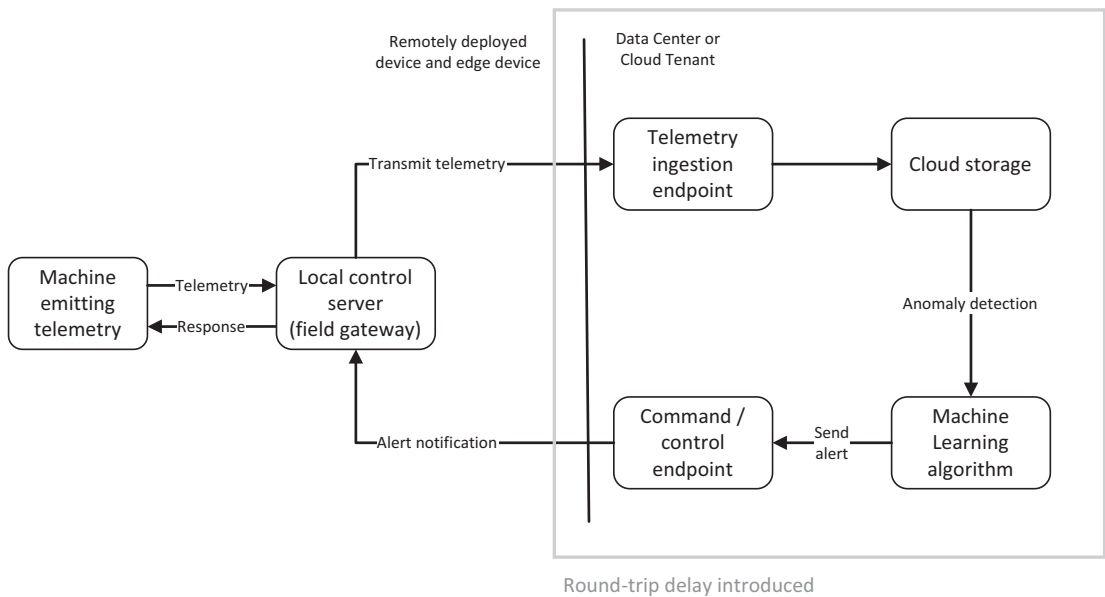 Remotely deployed
device and edge device
Data Center or
Cloud Tenant
Transmit telemetry
Telemetry
ingestion
endpoint
Cloud storage
Machine
emitting
telemetry
Telemetry
Response
Local control
server
(field gateway)
Anomaly detection
Alert notification
Command /
control
endpoint
Send
alert
Machine
Learning
algorithm
Round-trip delay introduced